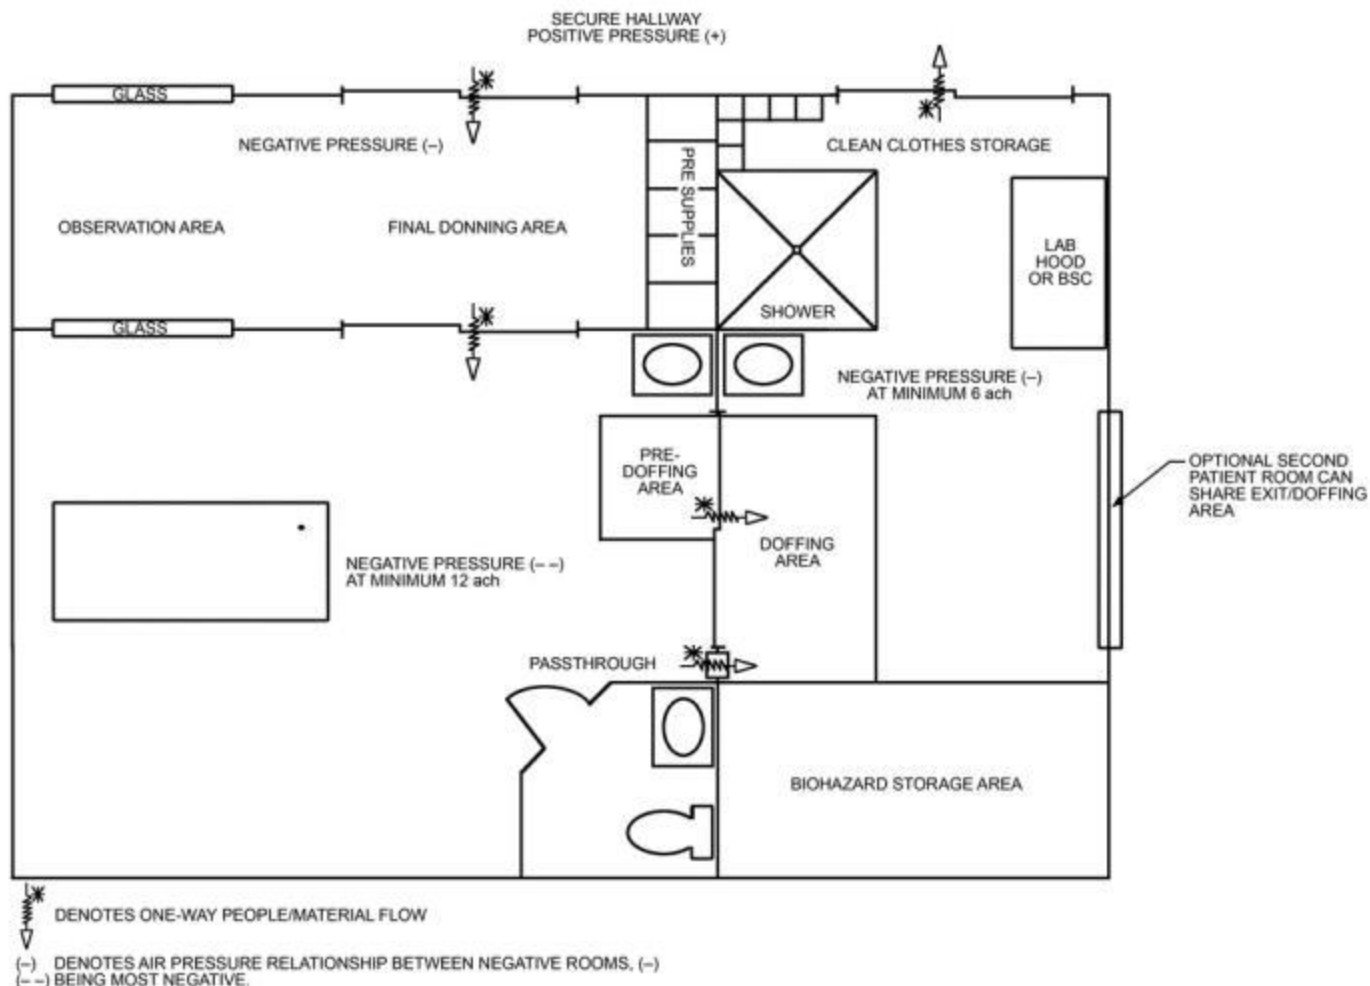 SECURE HALLWAY
POSITIVE PRESSURE (+)
GLASS
NEGATIVE PRESSURE (–)
CLEAN CLOTHES STORAGE
PRE SUPPLIES
OBSERVATION AREA
FINAL DONNING AREA
LAB
HOOD
OR BSC
SHOWER
GLASS
NEGATIVE PRESSURE (–)
AT MINIMUM 6 ach
PRE-
DOFFING
AREA
OPTIONAL SECOND
PATIENT ROOM CAN
SHARE EXIT/DOFFING
AREA
DOFFING
AREA
NEGATIVE PRESSURE (– –)
AT MINIMUM 12 ach
PASSTHROUGH
BIOHAZARD STORAGE AREA
DENOTES ONE-WAY PEOPLE/MATERIAL FLOW
(–) DENOTES AIR PRESSURE RELATIONSHIP BETWEEN NEGATIVE ROOMS, (–)
(– –) BEING MOST NEGATIVE.